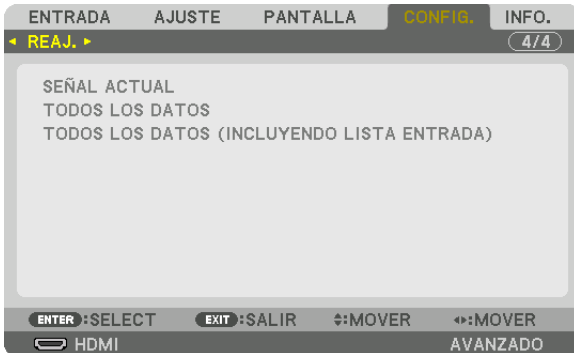 ENTRADA AJUSTE PANTALLA CONFIG. INFO.
REAJ. 4/4
SEÑAL ACTUAL
TODOS LOS DATOS
TODOS LOS DATOS (INCLUYENDO LISTA ENTRADA)
ENTER :SELECT EXIT :SALIR :MOVER :MOVER
HDMI AVANZADO